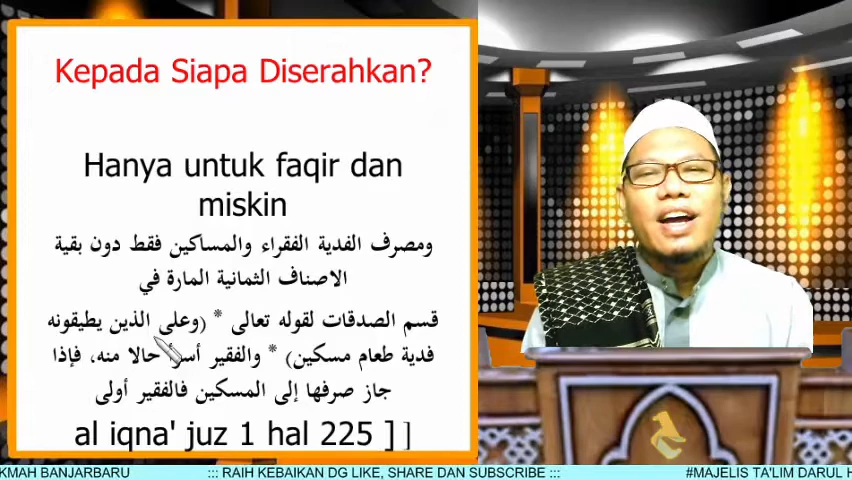 Kepada Siapa Diserahkan?
Hanya untuk faqir dan
miskin
ومصرف الفدية الفقراء والمساكين فقط دون بقية
الاصناف الثمانية المارة في
قسم الصدقات لقوله تعالى * (وعلى الذين يطيقونه
فدية طعام مسكين) * والفقير أسرأ حالا منه، فإذا
جاز صرفها إلى المسكين فالفقير أولى
al iqna' juz 1 hal 225 ] ]
KMAH BANJARBARU ::: RAIH KEBAIKAN DG LIKE, SHARE DAN SUBSCRIBE ::: #MAJELIS TA'LIM DARUL H